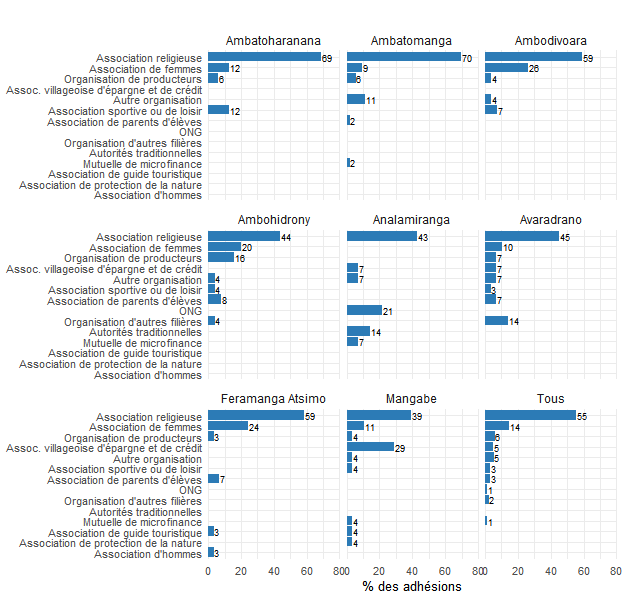 Ambatoharanana Ambatomanga Ambodivoara
Association religieuse 69 70 59
Association de femmes 12 9 26
Organisation de producteurs 6 6 4
Assoc. villageoise d'épargne et de crédit
Autre organisation 11 4
Association sportive ou de loisir 12 7
Association de parents d'élèves 2
ONG
Organisation d'autres filières
Autorités traditionnelles
Mutuelle de microfinance 2
Association de guide touristique
Association de protection de la nature
Association d'hommes
Ambohidrony Analamiranga Avaradrano
Association religieuse 44 43 45
Association de femmes 20 10
Organisation de producteurs 16 7
Assoc. villageoise d'épargne et de crédit 7 7
Autre organisation 4 7 7
Association sportive ou de loisir 4 3
Association de parents d'élèves 8 7
ONG 21
Organisation d'autres filières 4 14
Autorités traditionnelles 14
Mutuelle de microfinance 7
Association de guide touristique
Association de protection de la nature
Association d'hommes
Feramanga Atsimo Mangabe Tous
Association religieuse 59 39 55
Association de femmes 24 11 14
Organisation de producteurs 3 4 6
Assoc. villageoise d'épargne et de crédit 29 5
Autre organisation 4 5
Association sportive ou de loisir 4 3
Association de parents d'élèves 7 3
ONG 1
Organisation d'autres filières 2
Autorités traditionnelles
Mutuelle de microfinance 4 1
Association de guide touristique 3 4
Association de protection de la nature 4
Association d'hommes 3
0 20 40 60 80 0 20 40 60 80 0 20 40 60 80
% des adhésions